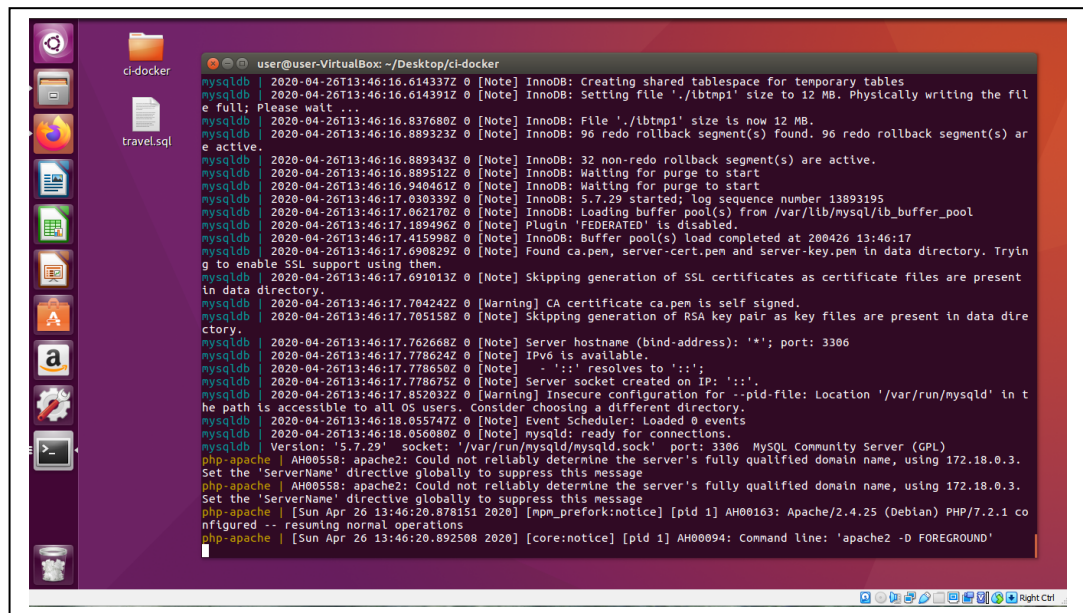 ci-docker
travel.sql
user@user-VirtualBox: ~/Desktop/ci-docker
mysqldb | 2020-04-26T13:46:16.614337Z 0 [Note] InnoDB: Creating shared tablespace for temporary tables
mysqldb | 2020-04-26T13:46:16.614391Z 0 [Note] InnoDB: Setting file './ibtmp1' size to 12 MB. Physically writing the fil
e full; Please wait ...
mysqldb | 2020-04-26T13:46:16.837680Z 0 [Note] InnoDB: File './ibtmp1' size is now 12 MB.
mysqldb | 2020-04-26T13:46:16.889323Z 0 [Note] InnoDB: 96 redo rollback segment(s) found. 96 redo rollback segment(s) ar
e active.
mysqldb | 2020-04-26T13:46:16.889343Z 0 [Note] InnoDB: 32 non-redo rollback segment(s) are active.
mysqldb | 2020-04-26T13:46:16.889512Z 0 [Note] InnoDB: Waiting for purge to start
mysqldb | 2020-04-26T13:46:16.940461Z 0 [Note] InnoDB: Waiting for purge to start
mysqldb | 2020-04-26T13:46:17.030339Z 0 [Note] InnoDB: 5.7.29 started; log sequence number 13893195
mysqldb | 2020-04-26T13:46:17.062170Z 0 [Note] InnoDB: Loading buffer pool(s) from /var/lib/mysql/ib_buffer_pool
mysqldb | 2020-04-26T13:46:17.189496Z 0 [Note] Plugin 'FEDERATED' is disabled.
mysqldb | 2020-04-26T13:46:17.415998Z 0 [Note] InnoDB: Buffer pool(s) load completed at 200426 13:46:17
mysqldb | 2020-04-26T13:46:17.690829Z 0 [Note] Found ca.pem, server-cert.pem and server-key.pem in data directory. Tryin
g to enable SSL support using them.
mysqldb | 2020-04-26T13:46:17.691013Z 0 [Note] Skipping generation of SSL certificates as certificate files are present
in data directory.
mysqldb | 2020-04-26T13:46:17.704242Z 0 [Warning] CA certificate ca.pem is self signed.
mysqldb | 2020-04-26T13:46:17.705158Z 0 [Note] Skipping generation of RSA key pair as key files are present in data dire
ctory.
mysqldb | 2020-04-26T13:46:17.762668Z 0 [Note] Server hostname (bind-address): '*'; port: 3306
mysqldb | 2020-04-26T13:46:17.778624Z 0 [Note] IPv6 is available.
mysqldb | 2020-04-26T13:46:17.778650Z 0 [Note]   - '::' resolves to '::';
mysqldb | 2020-04-26T13:46:17.778675Z 0 [Note] Server socket created on IP: '::'.
mysqldb | 2020-04-26T13:46:17.852032Z 0 [Warning] Insecure configuration for --pid-file: Location '/var/run/mysqld' in t
he path is accessible to all OS users. Consider choosing a different directory.
mysqldb | 2020-04-26T13:46:18.055747Z 0 [Note] Event Scheduler: Loaded 0 events
mysqldb | 2020-04-26T13:46:18.056080Z 0 [Note] mysqld: ready for connections.
mysqldb | Version: '5.7.29'  socket: '/var/run/mysqld/mysqld.sock'  port: 3306  MySQL Community Server (GPL)
php-apache | AH00558: apache2: Could not reliably determine the server's fully qualified domain name, using 172.18.0.3.
Set the 'ServerName' directive globally to suppress this message
php-apache | AH00558: apache2: Could not reliably determine the server's fully qualified domain name, using 172.18.0.3.
Set the 'ServerName' directive globally to suppress this message
php-apache | [Sun Apr 26 13:46:20.878151 2020] [mpm_prefork:notice] [pid 1] AH00163: Apache/2.4.25 (Debian) PHP/7.2.1 co
nfigured -- resuming normal operations
php-apache | [Sun Apr 26 13:46:20.892508 2020] [core:notice] [pid 1] AH00094: Command line: 'apache2 -D FOREGROUND'
Right Ctrl